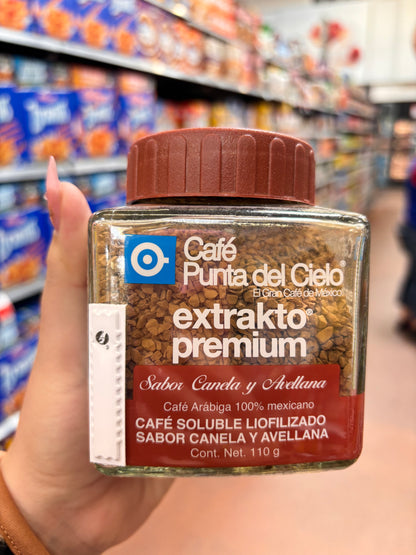 Café
Punta del Cielo®
El Gran Café de México
extrakto®
premium
Sabor Canela y Avellana
Café Arábiga 100% mexicano
CAFÉ SOLUBLE LIOFILIZADO
SABOR CANELA Y AVELLANA
Cont. Net. 110 g